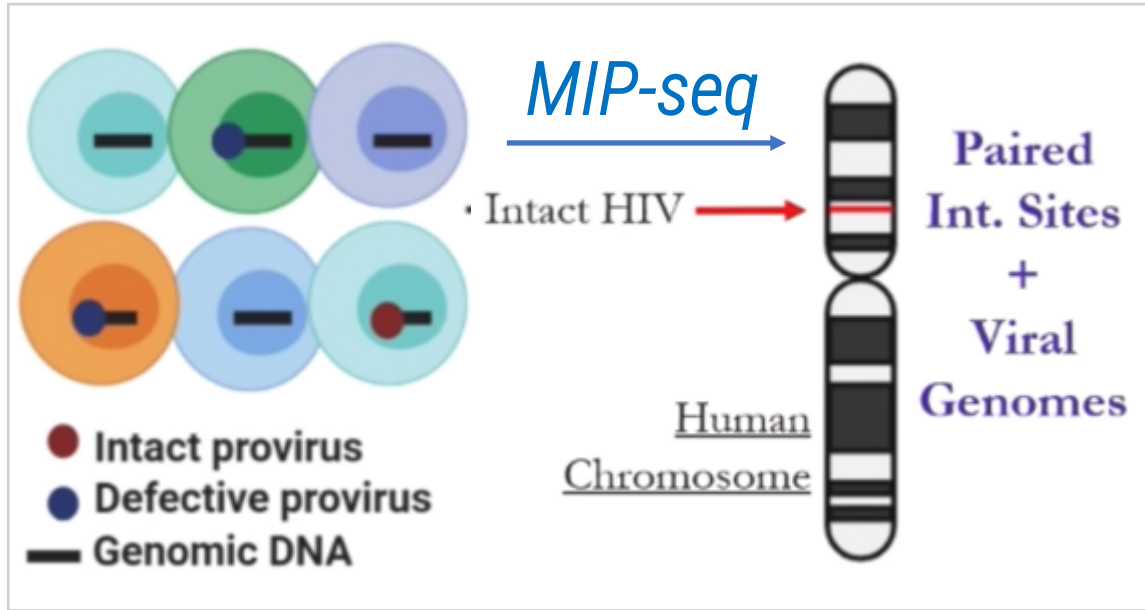 MIP-seq
Intact HIV
Paired
Int. Sites
+
Viral
Genomes
Human
Chromosome
Intact provirus
Defective provirus
Genomic DNA